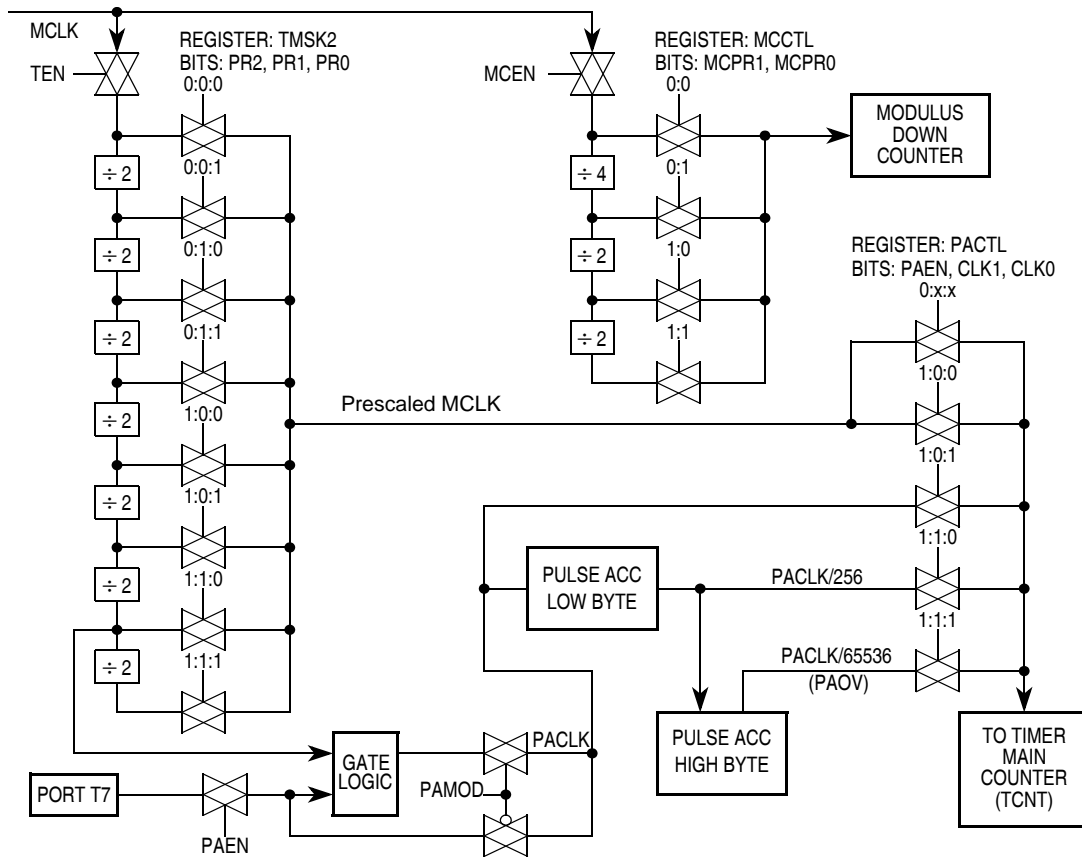 MCLK
REGISTER: TMSK2
BITS: PR2, PR1, PR0
TEN
0:0:0
÷ 2
0:0:1
÷ 2
0:1:0
÷ 2
0:1:1
÷ 2
1:0:0
÷ 2
1:0:1
÷ 2
1:1:0
÷ 2
1:1:1
REGISTER: MCCTL
BITS: MCPR1, MCPR0
MCEN
0:0
÷ 4
0:1
÷ 2
1:0
÷ 2
1:1
MODULUS
DOWN
COUNTER
REGISTER: PACTL
BITS: PAEN, CLK1, CLK0
0:x:x
1:0:0
1:0:1
1:1:0
1:1:1
Prescaled MCLK
PULSE ACC
LOW BYTE
PACLK/256
PACLK/65536
(PAOV)
PULSE ACC
HIGH BYTE
TO TIMER
MAIN
COUNTER
(TCNT)
PORT T7
PAEN
GATE
LOGIC
PACLK
PAMOD